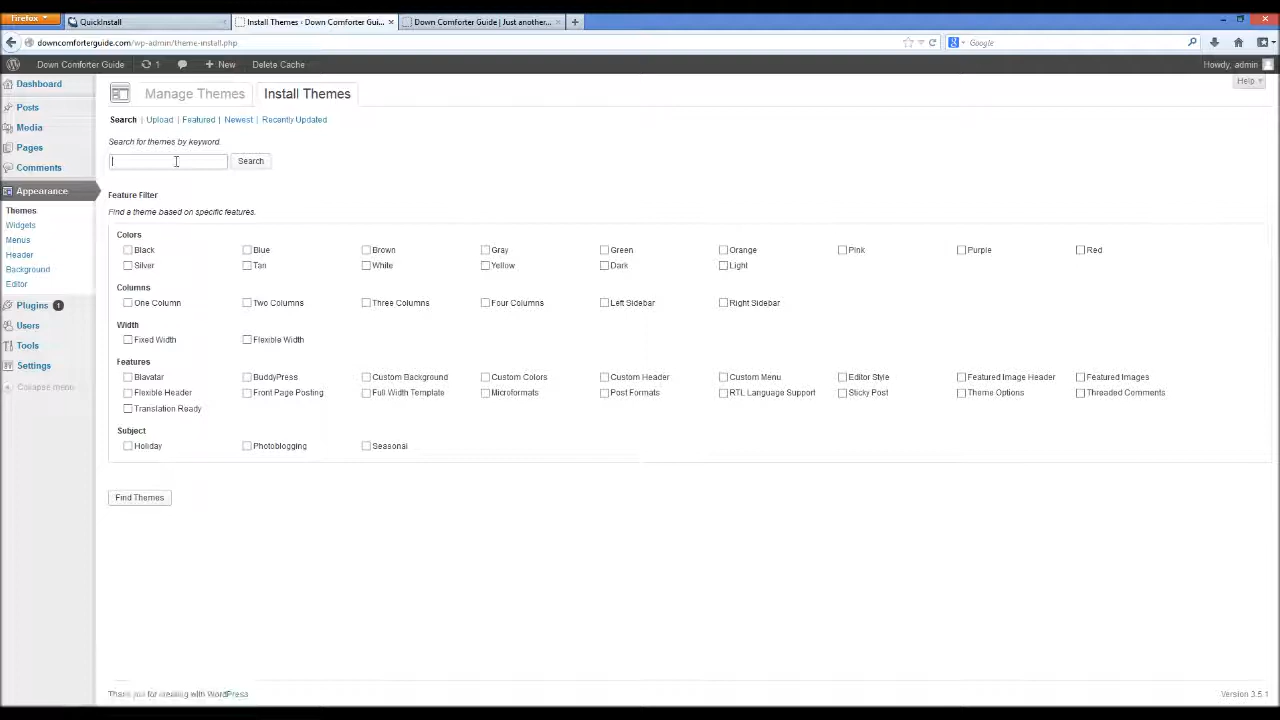 Firefox
QuickInstall
Install Themes ‹ Down Comforter Gui...
Down Comforter Guide | Just another...
downcomforterguide.com/wp-admin/theme-install.php
Google
Down Comforter Guide
1
+ New
Delete Cache
Howdy, admin
Help
Dashboard
Posts
Media
Pages
Comments
Appearance
Themes
Widgets
Menus
Header
Background
Editor
Plugins 1
Users
Tools
Settings
Collapse menu
Manage Themes
Install Themes
Search | Upload | Featured | Newest | Recently Updated
Search for themes by keyword.
Search
Feature Filter
Find a theme based on specific features.
Colors
Black Blue Brown Gray Green Orange Pink Purple Red
Silver Tan White Yellow Dark Light
Columns
One Column Two Columns Three Columns Four Columns Left Sidebar Right Sidebar
Width
Fixed Width Flexible Width
Features
Blavatar BuddyPress Custom Background Custom Colors Custom Header Custom Menu Editor Style Featured Image Header Featured Images
Flexible Header Front Page Posting Full Width Template Microformats Post Formats RTL Language Support Sticky Post Theme Options Threaded Comments
Translation Ready
Subject
Holiday Photoblogging Seasonal
Find Themes
Thank you for creating with WordPress
Version 3.5.1